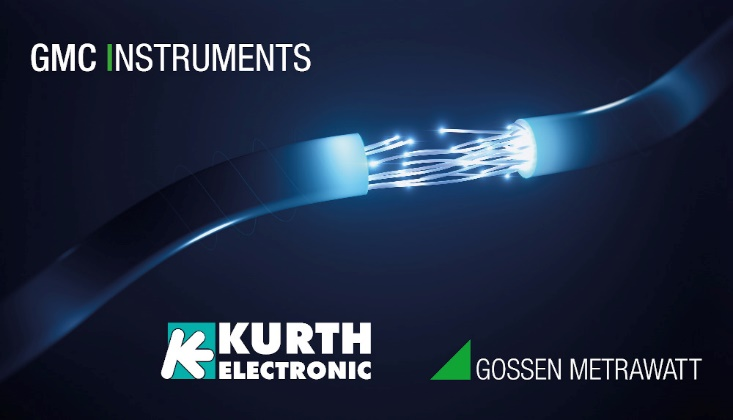 GMC INSTRUMENTS
KURTH
ELECTRONIC
GOSSEN METRAWATT